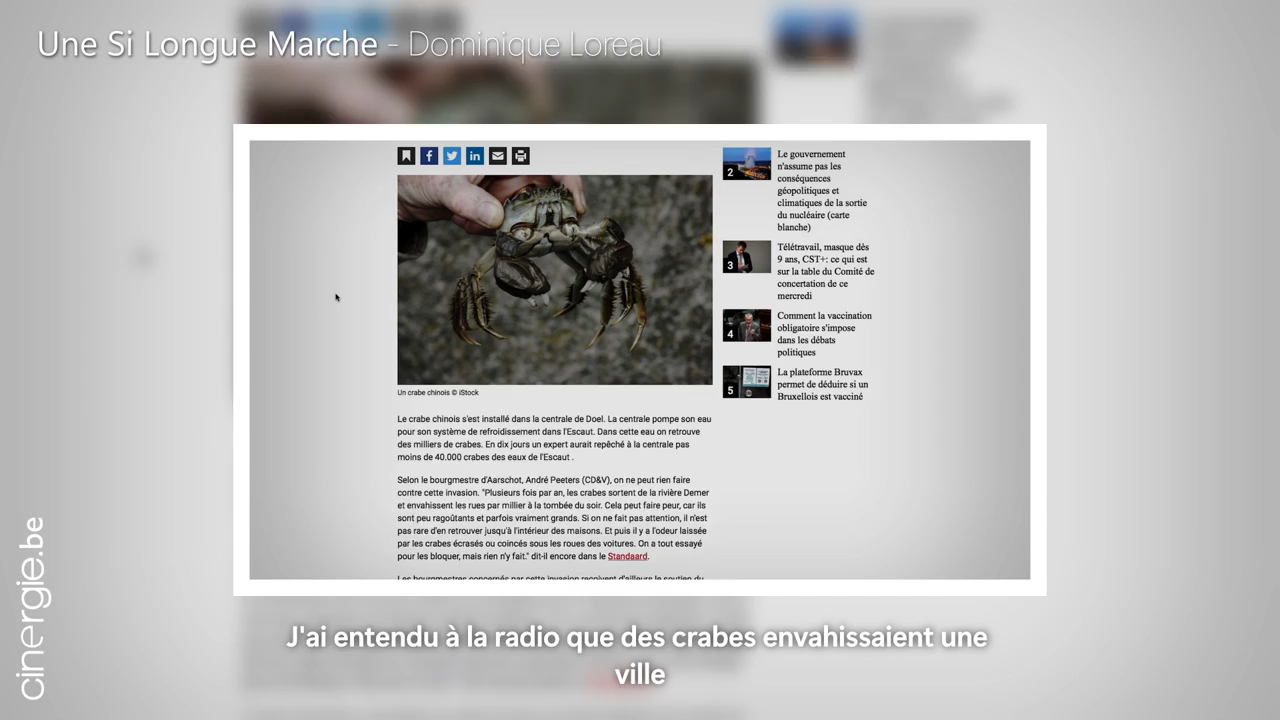 Une Si Longue Marche - Dominique Loreau
Un crabe chinois © iStock
Le crabe chinois s'est installé dans la centrale de Doel. La centrale pompe son eau
pour son système de refroidissement dans l'Escaut. Dans cette eau on retrouve
des milliers de crabes. En dix jours un expert aurait repêché à la centrale pas
moins de 40.000 crabes des eaux de l'Escaut .
Selon le bourgmestre d'Aarschot, André Peeters (CD&V), on ne peut rien faire
contre cette invasion. "Plusieurs fois par an, les crabes sortent de la rivière Demer
et envahissent les rues par millier à la tombée du soir. Cela peut faire peur, car ils
sont peu ragoûtants et parfois vraiment grands. Si on ne fait pas attention, il n'est
pas rare d'en retrouver jusqu'à l'intérieur des maisons. Et puis il y a l'odeur laissée
par les crabes écrasés ou coincés sous les roues des voitures. On a tout essayé
pour les bloquer, mais rien n'y fait." dit-il encore dans le Standaard.
Les bourgmestres concernés par cette invasion reçoivent d'ailleurs le soutien du
2
Le gouvernement
n'assume pas les
conséquences
géopolitiques et
climatiques de la sortie
du nucléaire (carte
blanche)
3
Télétravail, masque dès
9 ans, CST+: ce qui est
sur la table du Comité de
concertation de ce
mercredi
4
Comment la vaccination
obligatoire s'impose
dans les débats
politiques
5
La plateforme Bruvax
permet de déduire si un
Bruxellois est vacciné
J'ai entendu à la radio que des crabes envahissaient une
ville
cinergie.be